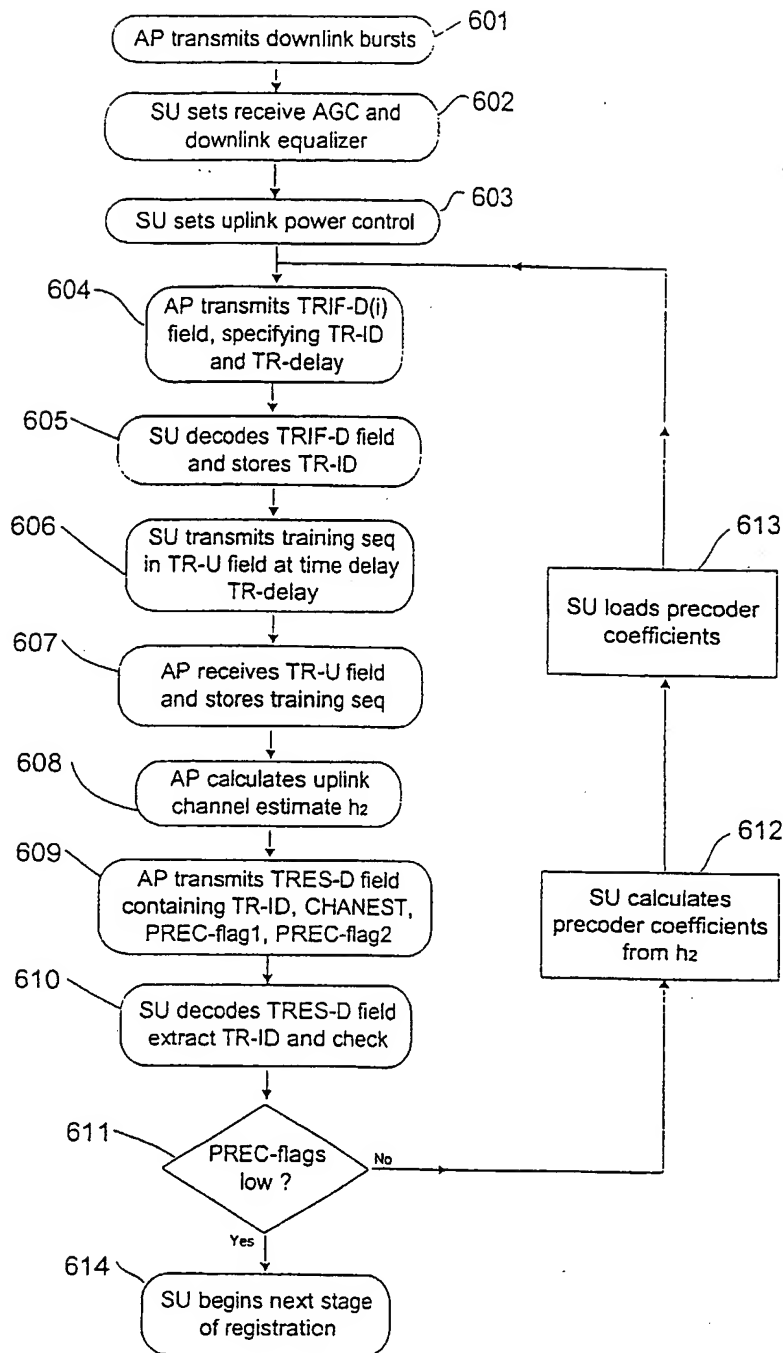 601
AP transmits downlink bursts
602
SU sets receive AGC and
downlink equalizer
603
SU sets uplink power control
604
AP transmits TRIF-D(i)
field, specifying TR-ID
and TR-delay
605
SU decodes TRIF-D field
and stores TR-ID
606
SU transmits training seq
in TR-U field at time delay
TR-delay
607
AP receives TR-U field
and stores training seq
608
AP calculates uplink
channel estimate h2
609
AP transmits TRES-D field
containing TR-ID, CHANEST,
PREC-flag1, PREC-flag2
610
SU decodes TRES-D field
extract TR-ID and check
611
PREC-flags
low ?
No
Yes
612
SU calculates
precoder coefficients
from h2
613
SU loads precoder
coefficients
614
SU begins next stage
of registration